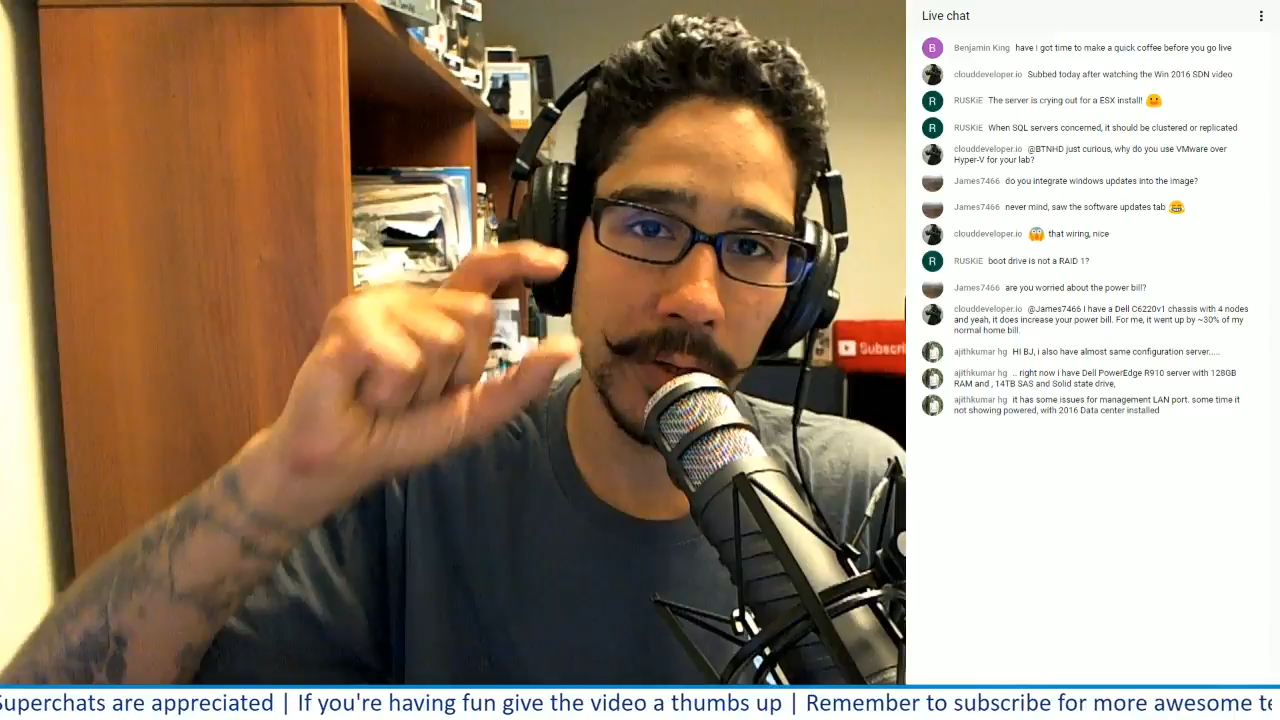 Live chat
B Benjamin King have i got time to make a quick coffee before you go live
clouddeveloper.io Subbed today after watching the Win 2016 SDN video
R RUSKiE The server is crying out for a ESX install!
R RUSKiE When SQL servers concerned, it should be clustered or replicated
clouddeveloper.io @BTNHD just curious, why do you use VMware over
Hyper-V for your lab?
James7466 do you integrate windows updates into the image?
James7466 never mind, saw the software updates tab
clouddeveloper.io that wiring, nice
R RUSKiE boot drive is not a RAID 1?
James7466 are you worried about the power bill?
clouddeveloper.io @James7466 I have a Dell C6220v1 chassis with 4 nodes
and yeah, it does increase your power bill. For me, it went up by ~30% of my
normal home bill.
ajithkumar hg HI BJ, i also have almost same configuration server.....
ajithkumar hg .. right now i have Dell PowerEdge R910 server with 128GB
RAM and , 14TB SAS and Solid state drive,
ajithkumar hg it has some issues for management LAN port. some time it
not showing powered, with 2016 Data center installed
Subscri
Superchats are appreciated | If you're having fun give the video a thumbs up | Remember to subscribe for more awesome te